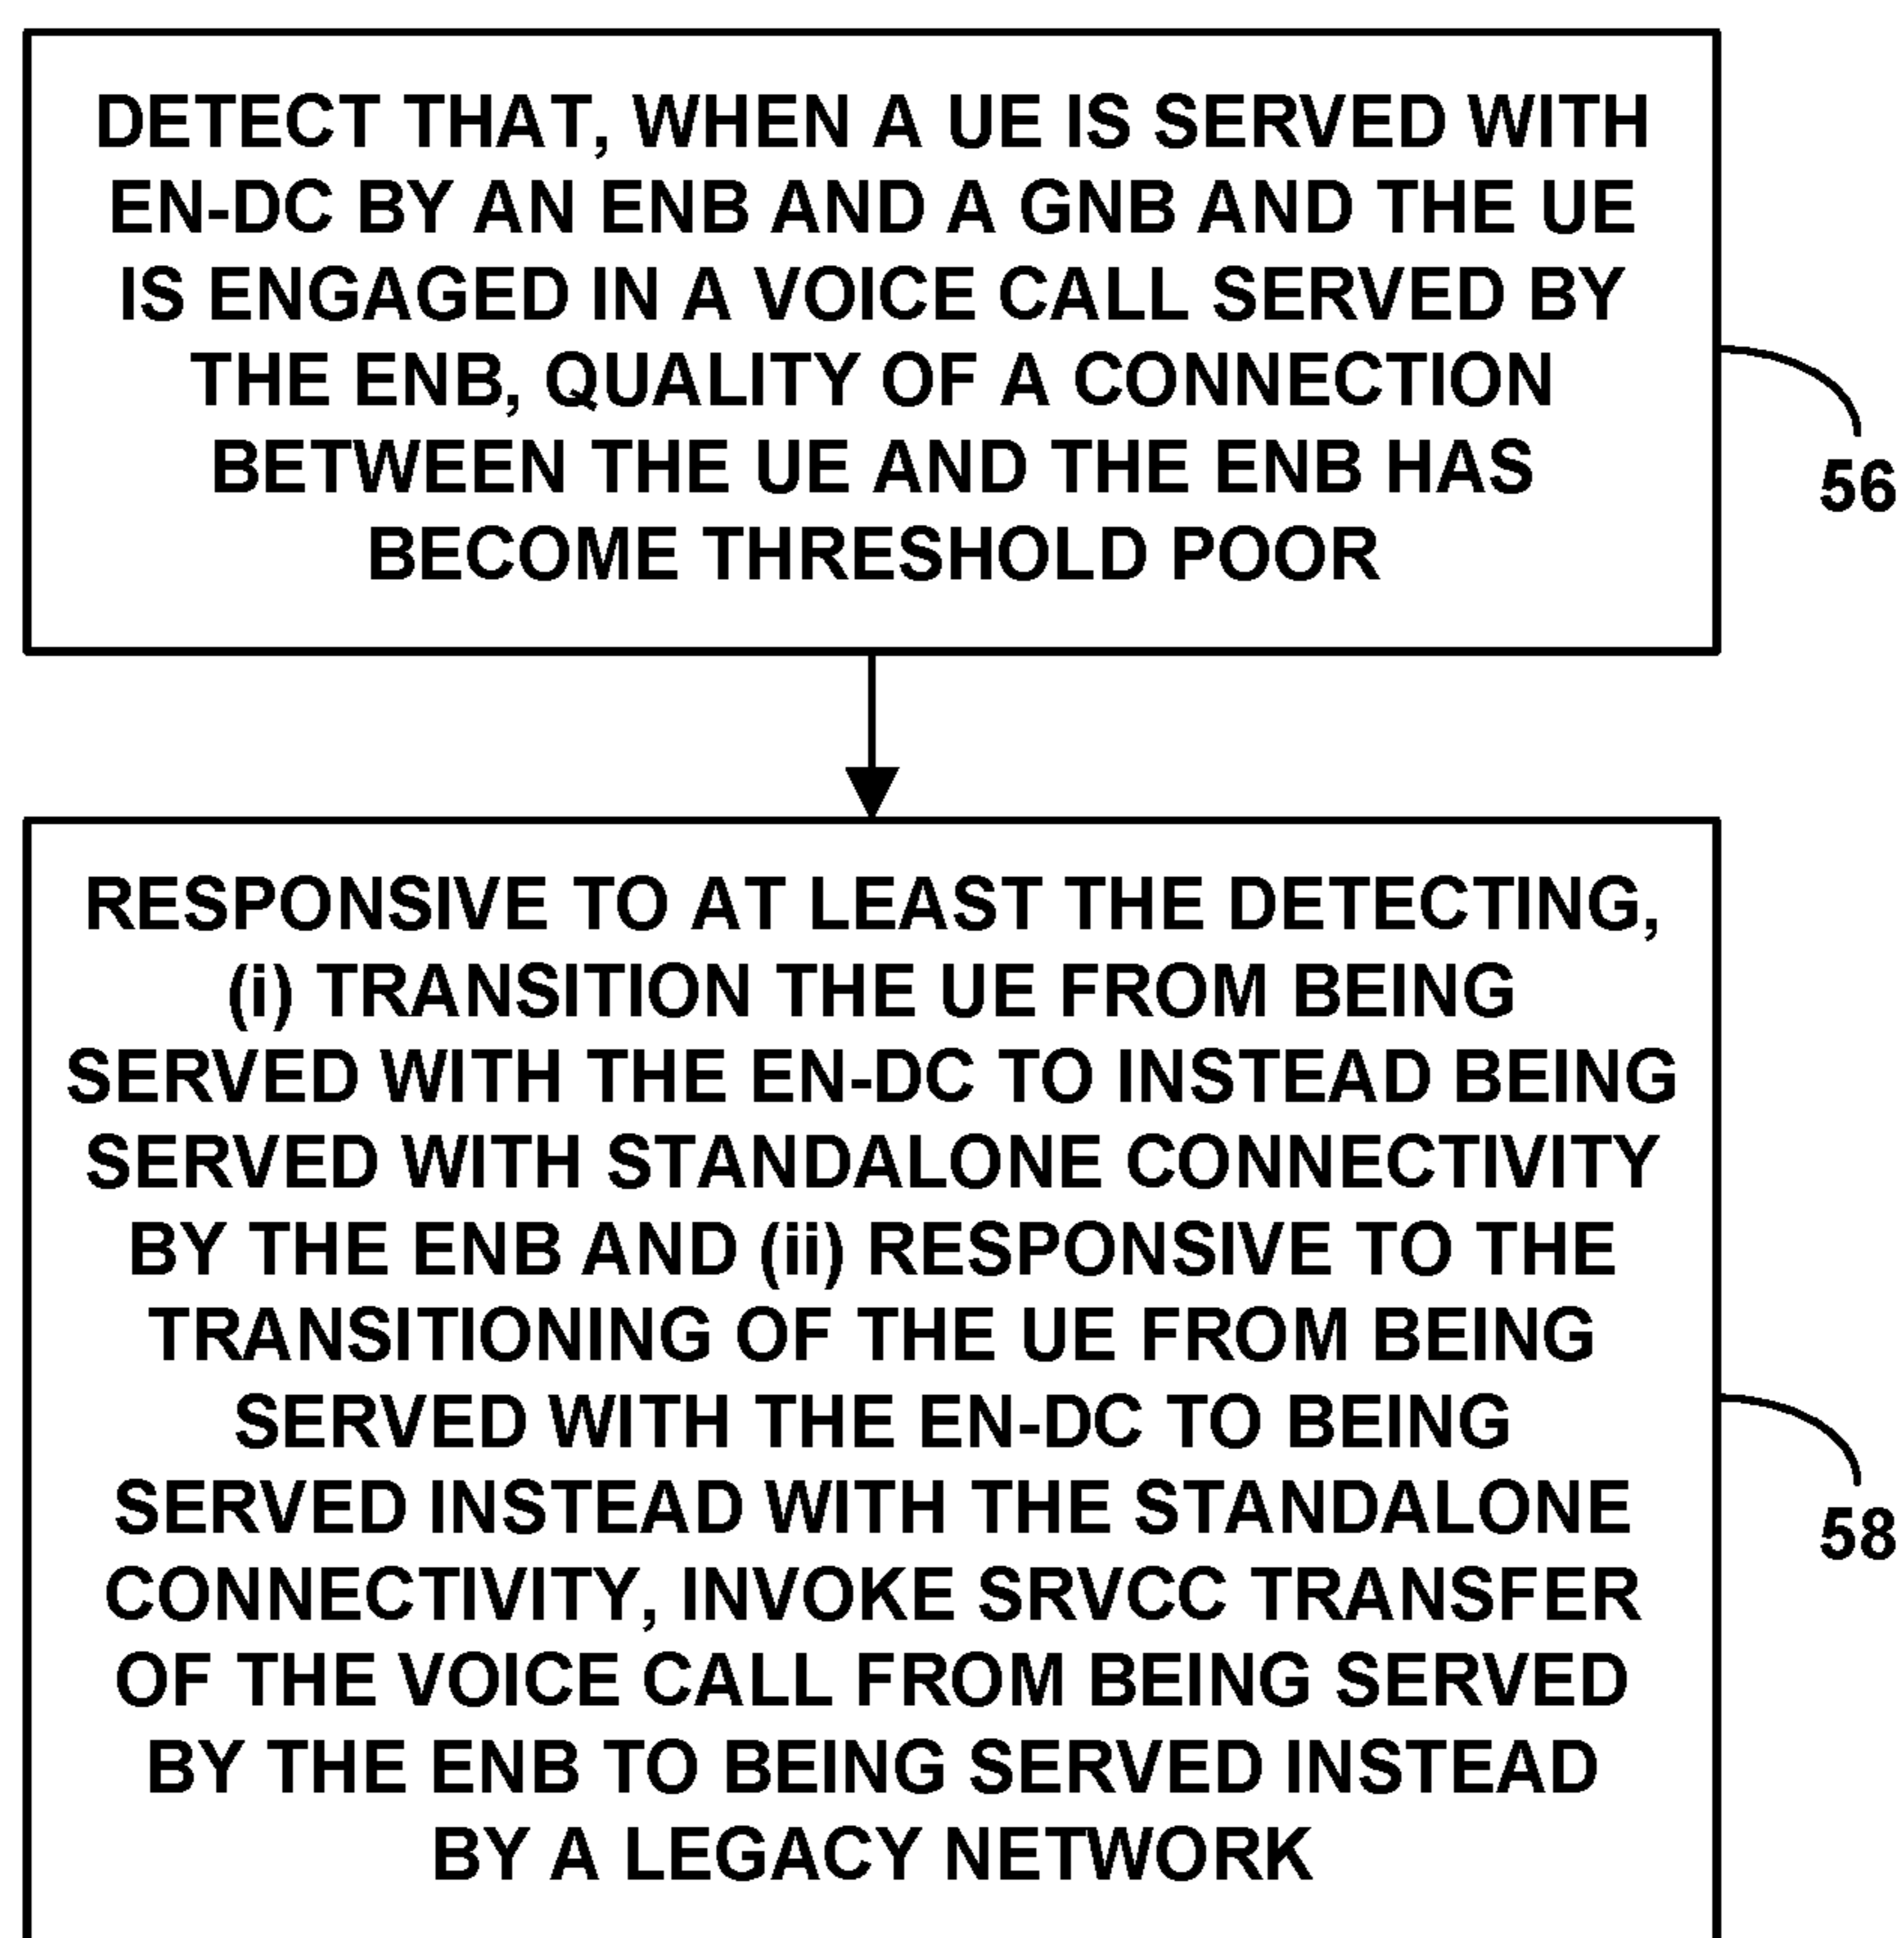 DETECT THAT, WHEN A UE IS SERVED WITH
EN-DC BY AN ENB AND A GNB AND THE UE
IS ENGAGED IN A VOICE CALL SERVED BY
THE ENB, QUALITY OF A CONNECTION
BETWEEN THE UE AND THE ENB HAS
BECOME THRESHOLD POOR
56
RESPONSIVE TO AT LEAST THE DETECTING,
(i) TRANSITION THE UE FROM BEING
SERVED WITH THE EN-DC TO INSTEAD BEING
SERVED WITH STANDALONE CONNECTIVITY
BY THE ENB AND (ii) RESPONSIVE TO THE
TRANSITIONING OF THE UE FROM BEING
SERVED WITH THE EN-DC TO BEING
SERVED INSTEAD WITH THE STANDALONE
CONNECTIVITY, INVOKE SRVCC TRANSFER
OF THE VOICE CALL FROM BEING SERVED
BY THE ENB TO BEING SERVED INSTEAD
BY A LEGACY NETWORK
58